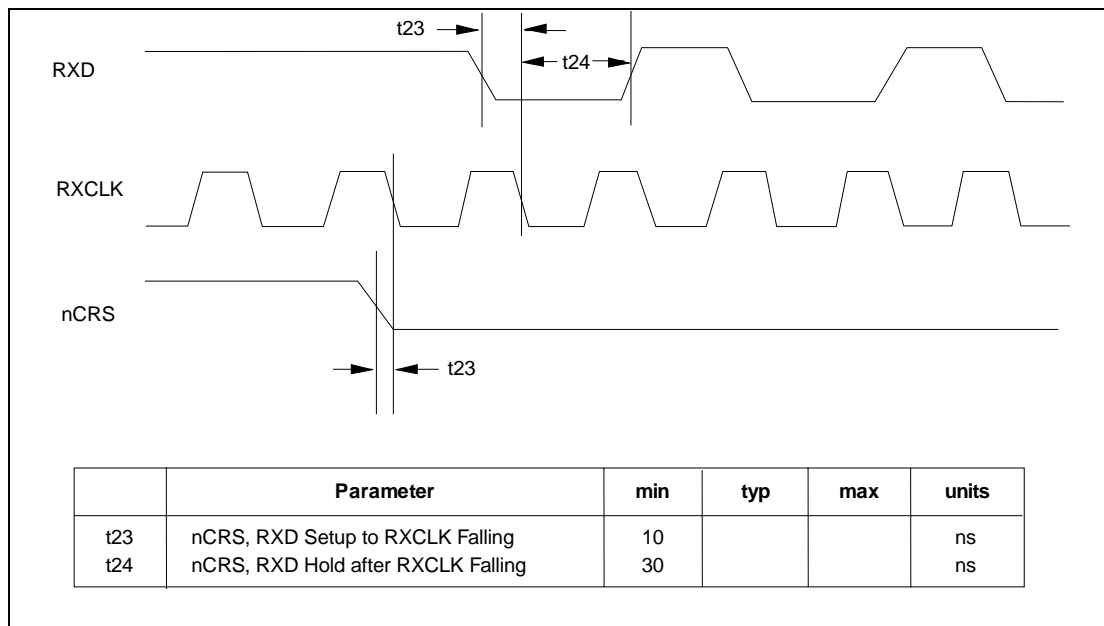 t23
t24
RXD
RXCLK
nCRS
t23
Parameter min typ max units
t23 nCRS, RXD Setup to RXCLK Falling 10 ns
t24 nCRS, RXD Hold after RXCLK Falling 30 ns